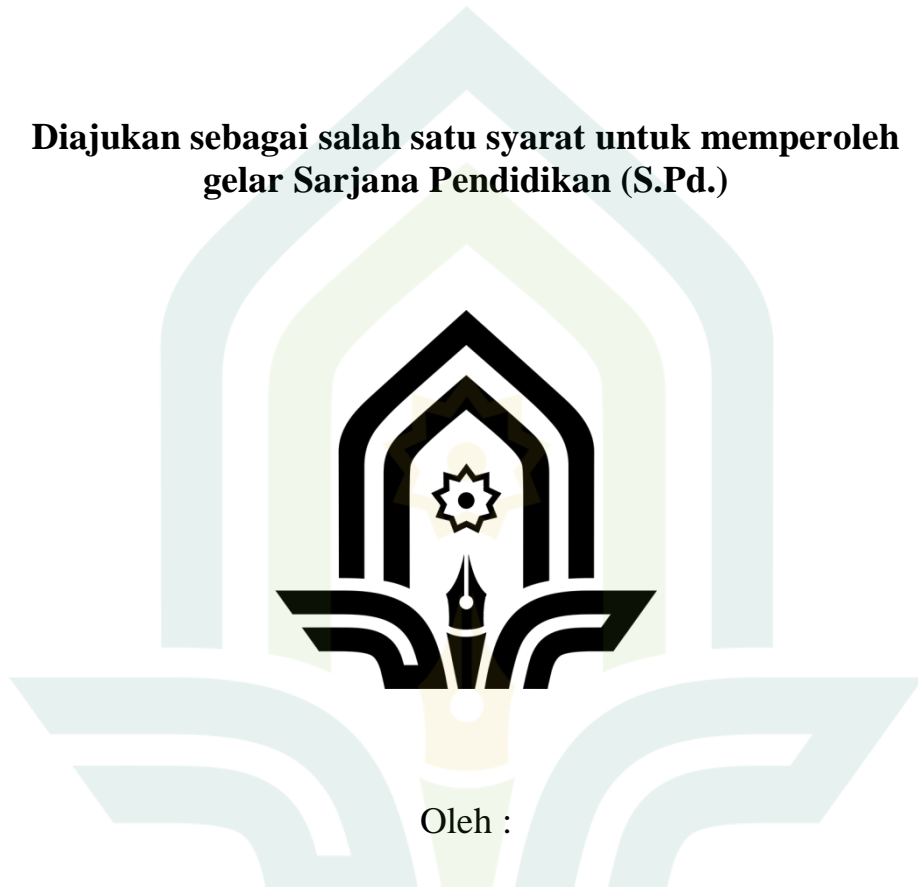 Diajukan sebagai salah satu syarat untuk memperoleh
gelar Sarjana Pendidikan (S.Pd.)
Oleh :